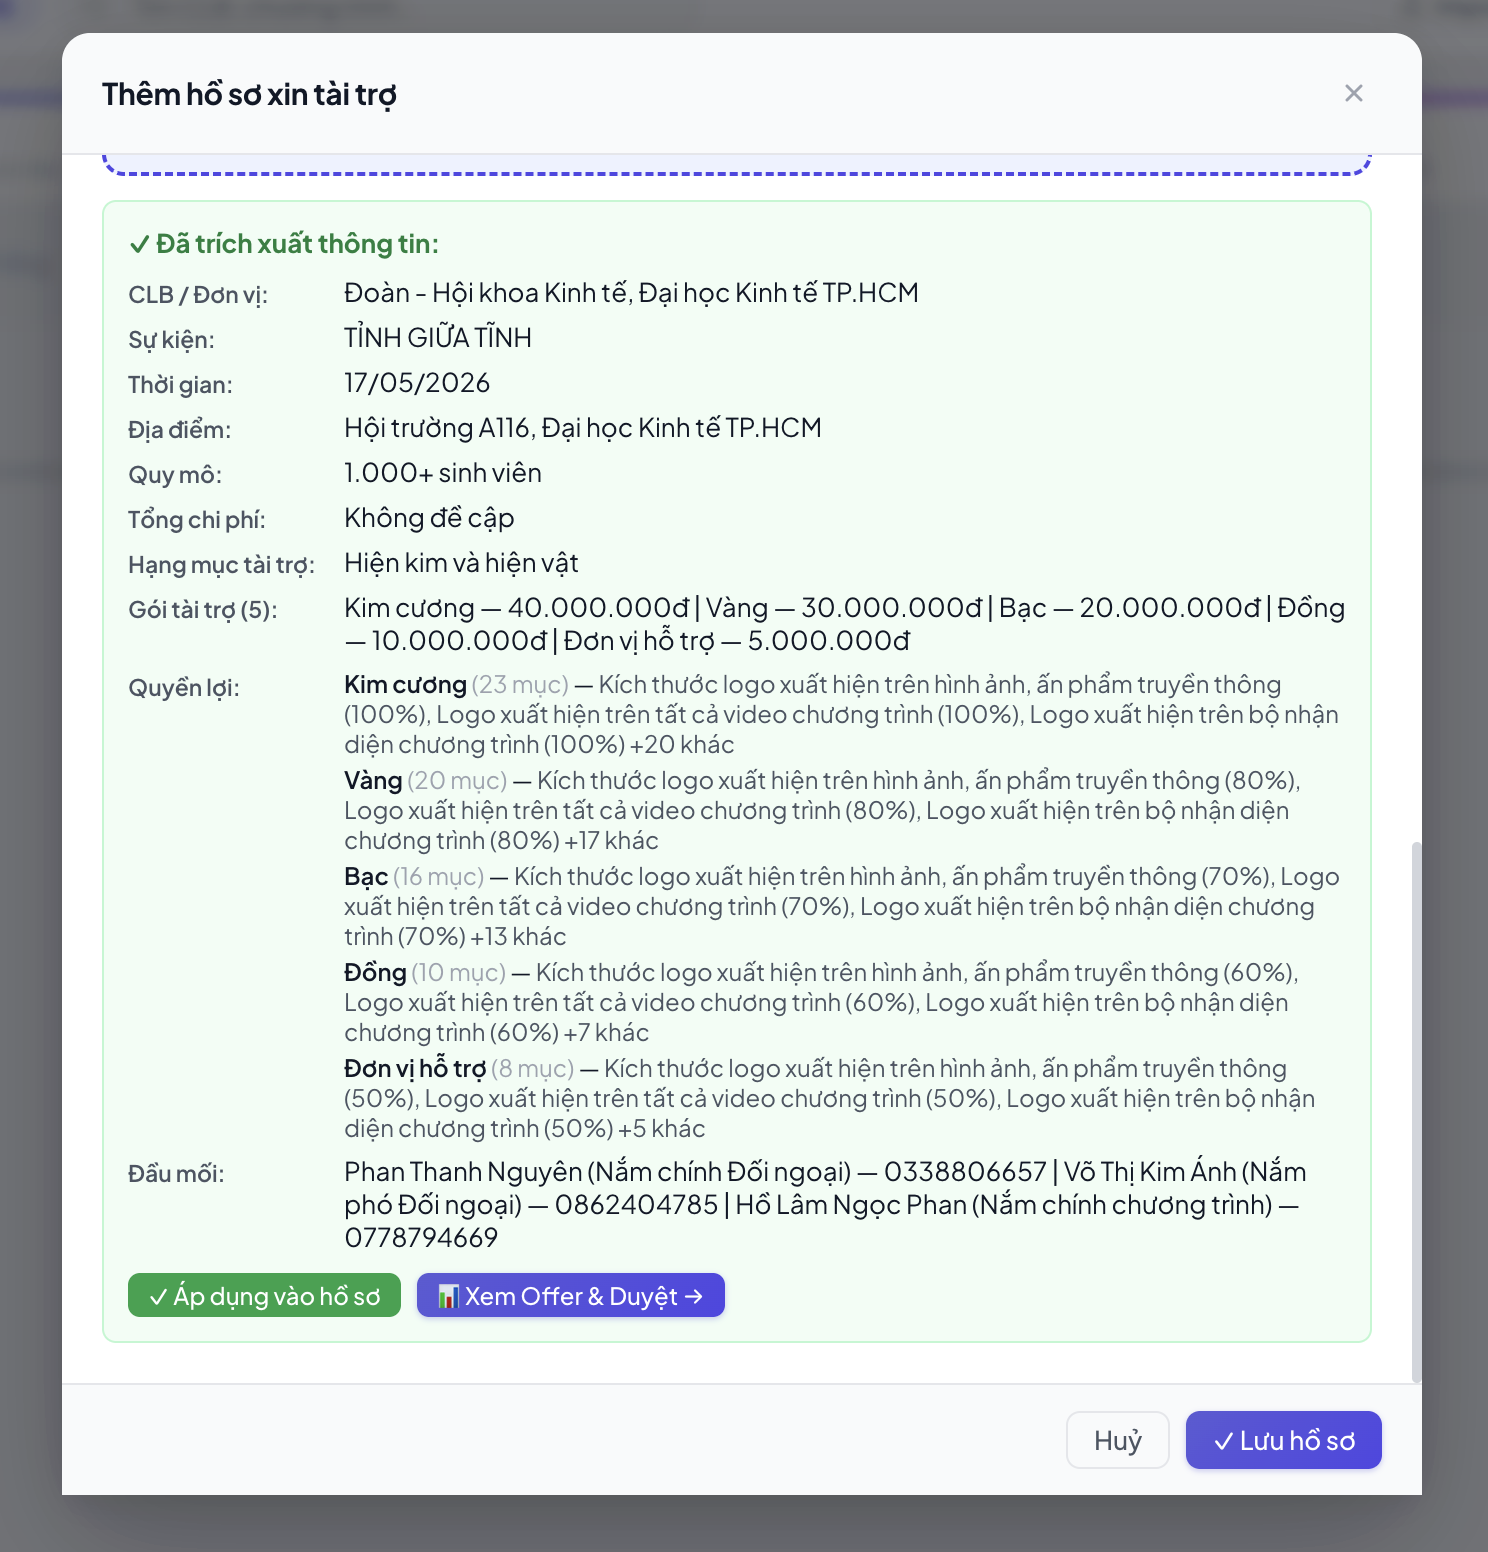 Thêm hồ sơ xin tài trợ
×
✓ Đã trích xuất thông tin:
CLB / Đơn vị: Đoàn - Hội khoa Kinh tế, Đại học Kinh tế TP.HCM
Sự kiện: TỈNH GIỮA TĨNH
Thời gian: 17/05/2026
Địa điểm: Hội trường A116, Đại học Kinh tế TP.HCM
Quy mô: 1.000+ sinh viên
Tổng chi phí: Không đề cập
Hạng mục tài trợ: Hiện kim và hiện vật
Gói tài trợ (5): Kim cương — 40.000.000đ | Vàng — 30.000.000đ | Bạc — 20.000.000đ | Đồng
— 10.000.000đ | Đơn vị hỗ trợ — 5.000.000đ
Quyền lợi: Kim cương (23 mục) — Kích thước logo xuất hiện trên hình ảnh, ấn phẩm truyền thông
(100%), Logo xuất hiện trên tất cả video chương trình (100%), Logo xuất hiện trên bộ nhận
diện chương trình (100%) +20 khác
Vàng (20 mục) — Kích thước logo xuất hiện trên hình ảnh, ấn phẩm truyền thông (80%),
Logo xuất hiện trên tất cả video chương trình (80%), Logo xuất hiện trên bộ nhận diện
chương trình (80%) +17 khác
Bạc (16 mục) — Kích thước logo xuất hiện trên hình ảnh, ấn phẩm truyền thông (70%), Logo
xuất hiện trên tất cả video chương trình (70%), Logo xuất hiện trên bộ nhận diện chương
trình (70%) +13 khác
Đồng (10 mục) — Kích thước logo xuất hiện trên hình ảnh, ấn phẩm truyền thông (60%),
Logo xuất hiện trên tất cả video chương trình (60%), Logo xuất hiện trên bộ nhận diện
chương trình (60%) +7 khác
Đơn vị hỗ trợ (8 mục) — Kích thước logo xuất hiện trên hình ảnh, ấn phẩm truyền thông
(50%), Logo xuất hiện trên tất cả video chương trình (50%), Logo xuất hiện trên bộ nhận
diện chương trình (50%) +5 khác
Đầu mối: Phan Thanh Nguyên (Nắm chính Đối ngoại) — 0338806657 | Võ Thị Kim Ánh (Nắm
phó Đối ngoại) — 0862404785 | Hồ Lâm Ngọc Phan (Nắm chính chương trình) —
0778794669
✓ Áp dụng vào hồ sơ
📊 Xem Offer & Duyệt →
Huỷ
✓ Lưu hồ sơ